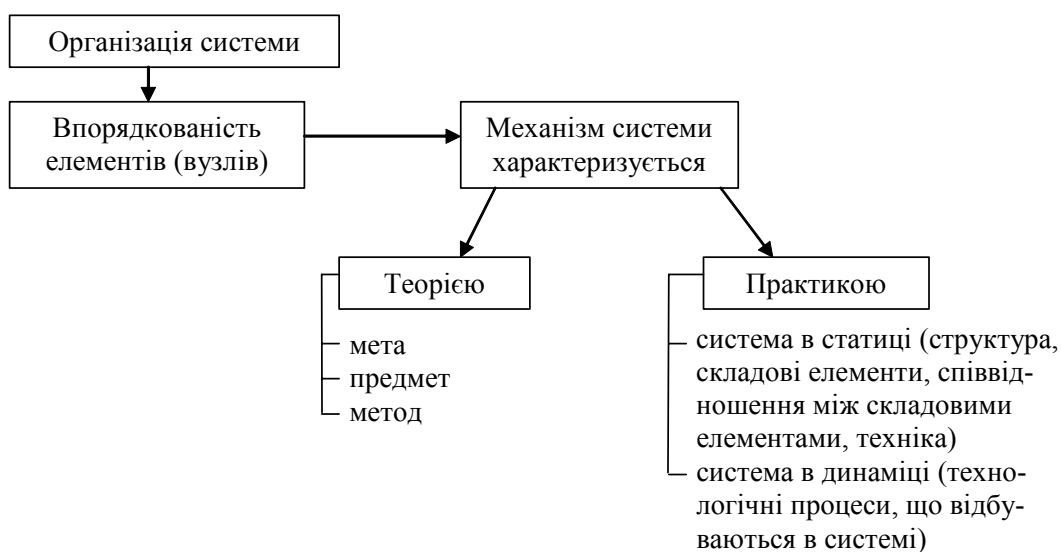 Організація системи
Впорядкованість
елементів (вузлів)
Механізм системи
характеризується
Теорією
мета
предмет
метод
Практикою
система в статиці (структура,
складові елементи, співвід-
ношення між складовими
елементами, техніка)
система в динаміці (техно-
логічні процеси, що відбу-
ваються в системі)